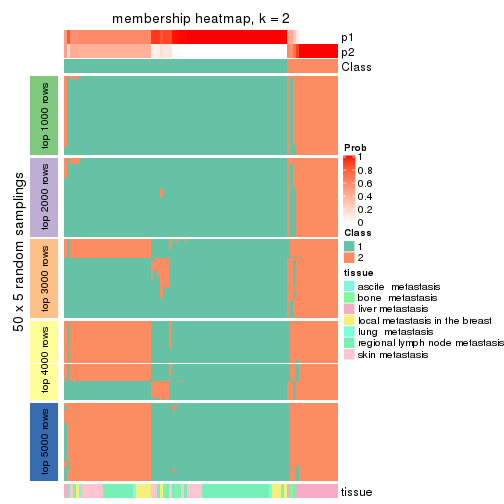 membership heatmap, k = 2
p1
p2
Class
50 x 5 random samplings
top 1000 rows
top 2000 rows
top 3000 rows
top 4000 rows
top 5000 rows
Prob
1
0.8
0.6
0.4
0.2
0
Class
1
2
tissue
ascite metastasis
bone metastasis
liver metastasis
local metastasis in the breast
lung metastasis
regional lymph node metastasis
skin metastasis
tissue